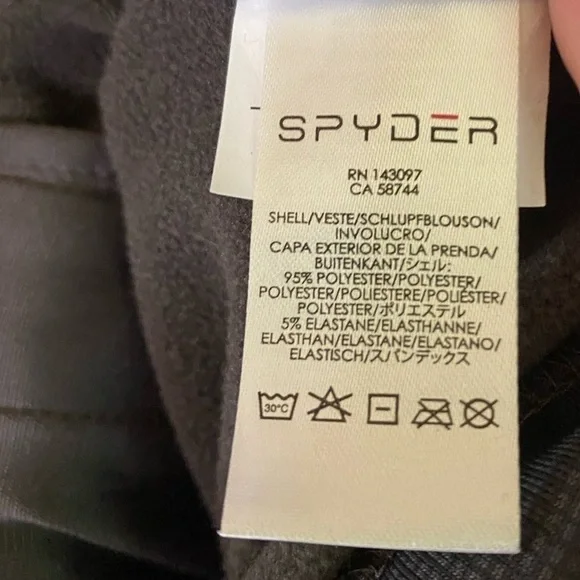 SPYDER
RN 143097
CA 58744
SHELL/VESTE/SCHLUPFBLOUSON/
INVOLUCRO/
CAPA EXTERIOR DE LA PRENDA/
BUITENKANT/シェル:
95% POLYESTER/POLYESTER/
POLYESTER/POLIESTERE/POLIÉSTER/
POLYESTER/ポリエステル
5% ELASTANE/ELASTHANNE/
ELASTHAN/ELASTANE/ELASTANO/
ELASTISCH/スパンデックス
30°C